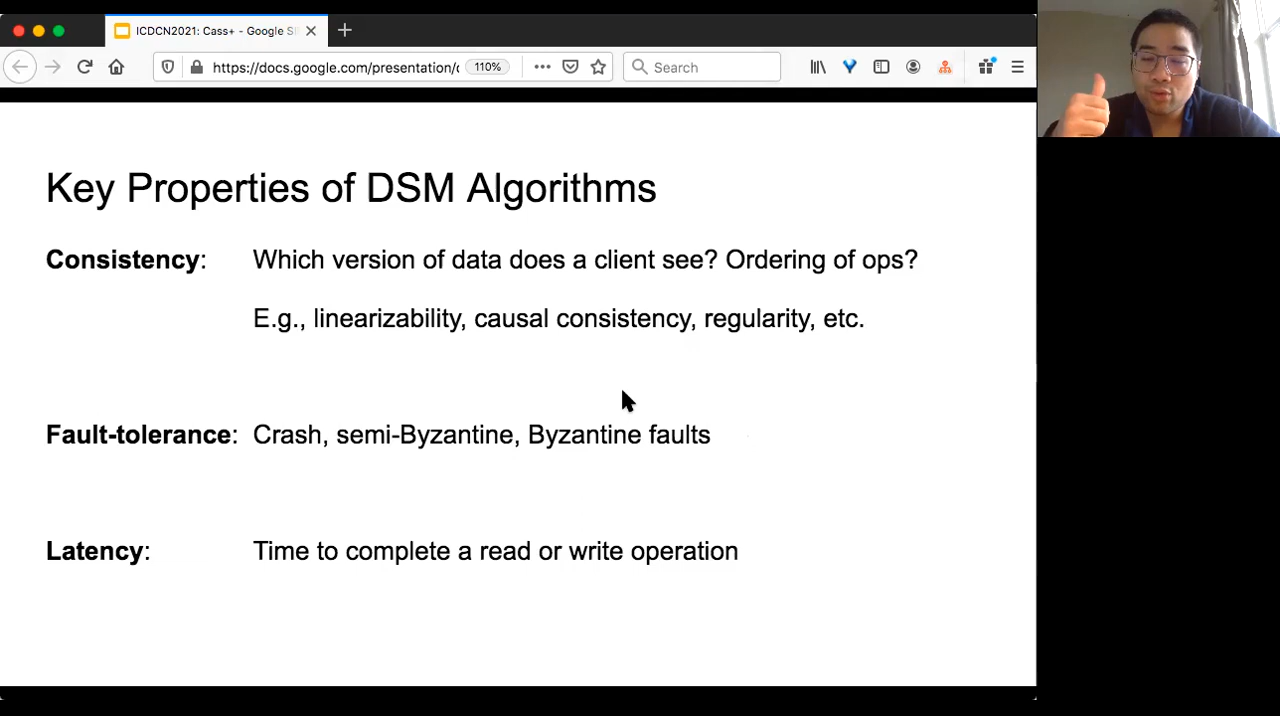 ICDCN2021: Cass+ - Google Sl
https://docs.google.com/presentation/c
110%
Search
Key Properties of DSM Algorithms
Consistency: Which version of data does a client see? Ordering of ops?
E.g., linearizability, causal consistency, regularity, etc.
Fault-tolerance: Crash, semi-Byzantine, Byzantine faults
Latency: Time to complete a read or write operation